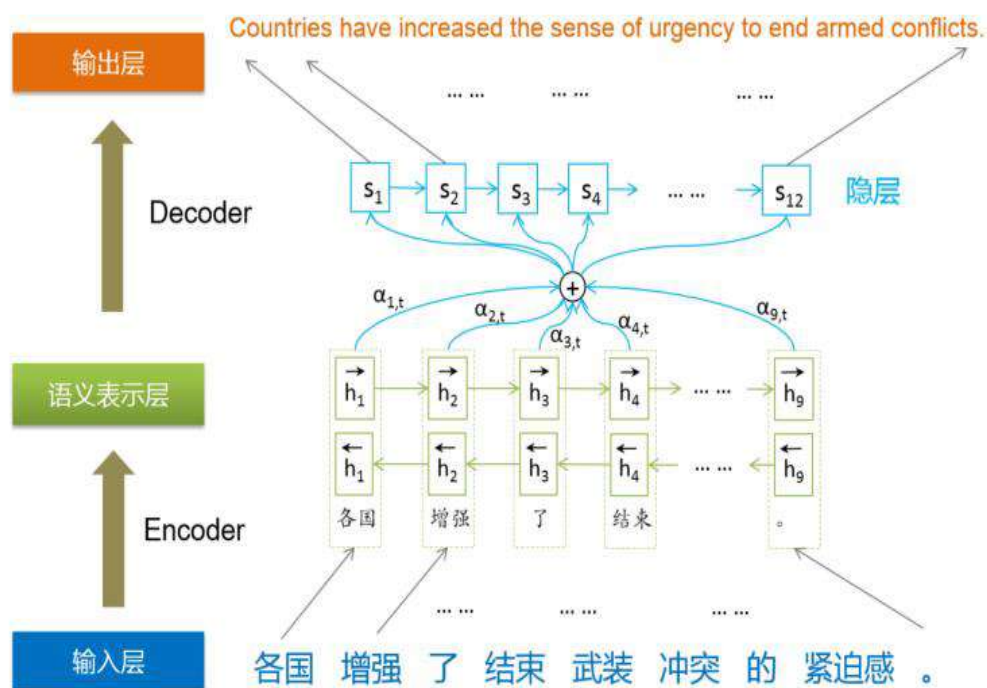 Countries have increased the sense of urgency to end armed conflicts.
输出层
… … … … … …
s1 s2 s3 s4 … … s12 隐层
Decoder
+
α1,t α2,t α3,t α4,t α9,t
语义表示层
→h1 →h2 →h3 →h4 … … →h9
←h1 ←h2 ←h3 ←h4 … … ←h9
各国 增强 了 结束 。
Encoder
… … … … … …
输入层
各国 增强 了 结束 武装 冲突 的 紧迫感 。